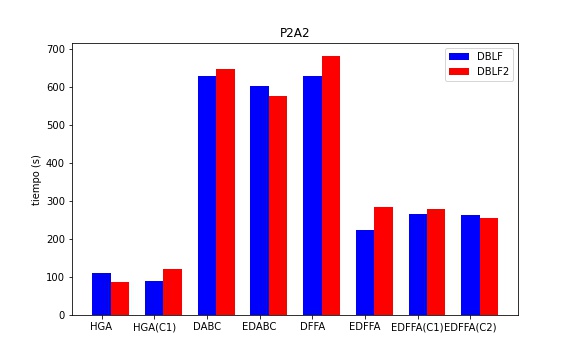 P2A2
DBLF
DBLF2
tiempo (s)
700
600
500
400
300
200
100
0
HGA HGA(C1) DABC EDABC DFFA EDFFA EDFFA(C1) EDFFA(C2)